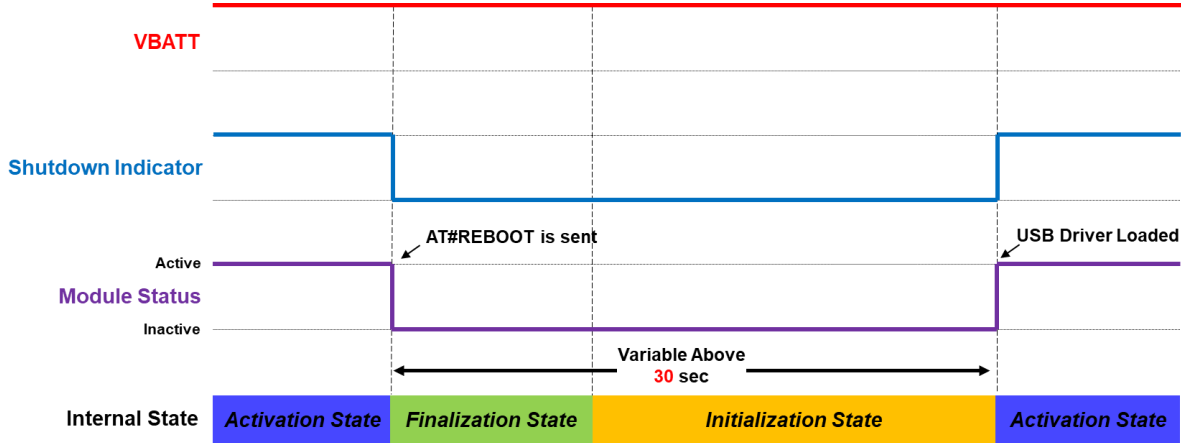 VBATT
Shutdown Indicator
AT#REBOOT is sent
USB Driver Loaded
Active
Module Status
Inactive
Variable Above
30 sec
Internal State
Activation State
Finalization State
Initialization State
Activation State